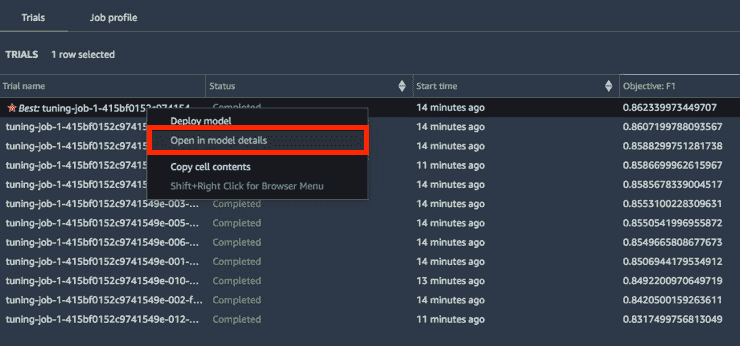 Trials Job profile
TRIALS 1 row selected
Trial name Status Start time Objective: F1
Best: tuning-job-1-415bf0152c974154 Completed 14 minutes ago 0.862339973449707
tuning-job-1-415bf0152c9741 14 minutes ago 0.8607199788093567
Deploy model
tuning-job-1-415bf0152c9741 14 minutes ago 0.8588299751281738
Open in model details
tuning-job-1-415bf0152c9741 11 minutes ago 0.8586699962615967
Copy cell contents
tuning-job-1-415bf0152c9741 14 minutes ago 0.8585678339004517
Shift+Right Click for Browser Menu
tuning-job-1-415bf0152c9741549e-003-... Completed 14 minutes ago 0.8553100228309631
tuning-job-1-415bf0152c9741549e-005-... Completed 14 minutes ago 0.8550541996955872
tuning-job-1-415bf0152c9741549e-006-... Completed 14 minutes ago 0.8549665808677673
tuning-job-1-415bf0152c9741549e-001-... Completed 14 minutes ago 0.8506944179534912
tuning-job-1-415bf0152c9741549e-010-... Completed 13 minutes ago 0.8492200970649719
tuning-job-1-415bf0152c9741549e-002-f... Completed 14 minutes ago 0.8420500159263611
tuning-job-1-415bf0152c9741549e-012-... Completed 11 minutes ago 0.8317499756813049